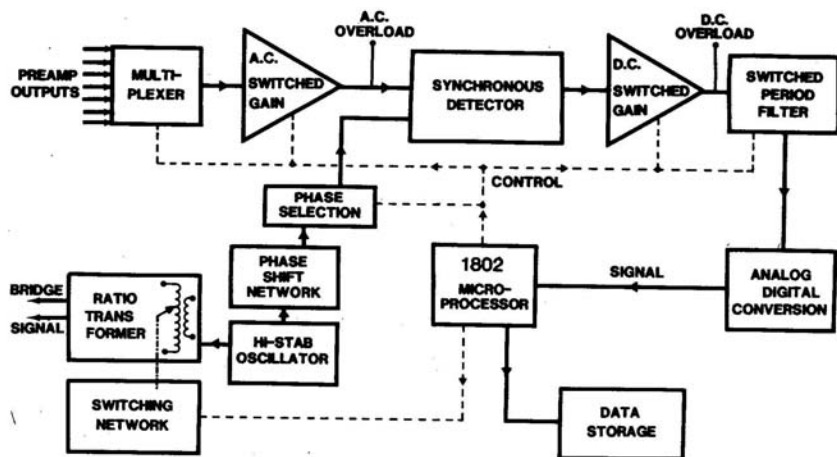 A.C.
OVERLOAD
D.C.
OVERLOAD
PREAMP
OUTPUTS
MULTI-
PLEXER
A.C.
SWITCHED
GAIN
SYNCHRONOUS
DETECTOR
D.C.
SWITCHED
GAIN
SWITCHED
PERIOD
FILTER
CONTROL
PHASE
SELECTION
PHASE
SHIFT
NETWORK
1802
MICRO-
PROCESSOR
SIGNAL
ANALOG
DIGITAL
CONVERSION
BRIDGE
SIGNAL
RATIO
TRANS
FORMER
HI-STAB
OSCILLATOR
SWITCHING
NETWORK
DATA
STORAGE